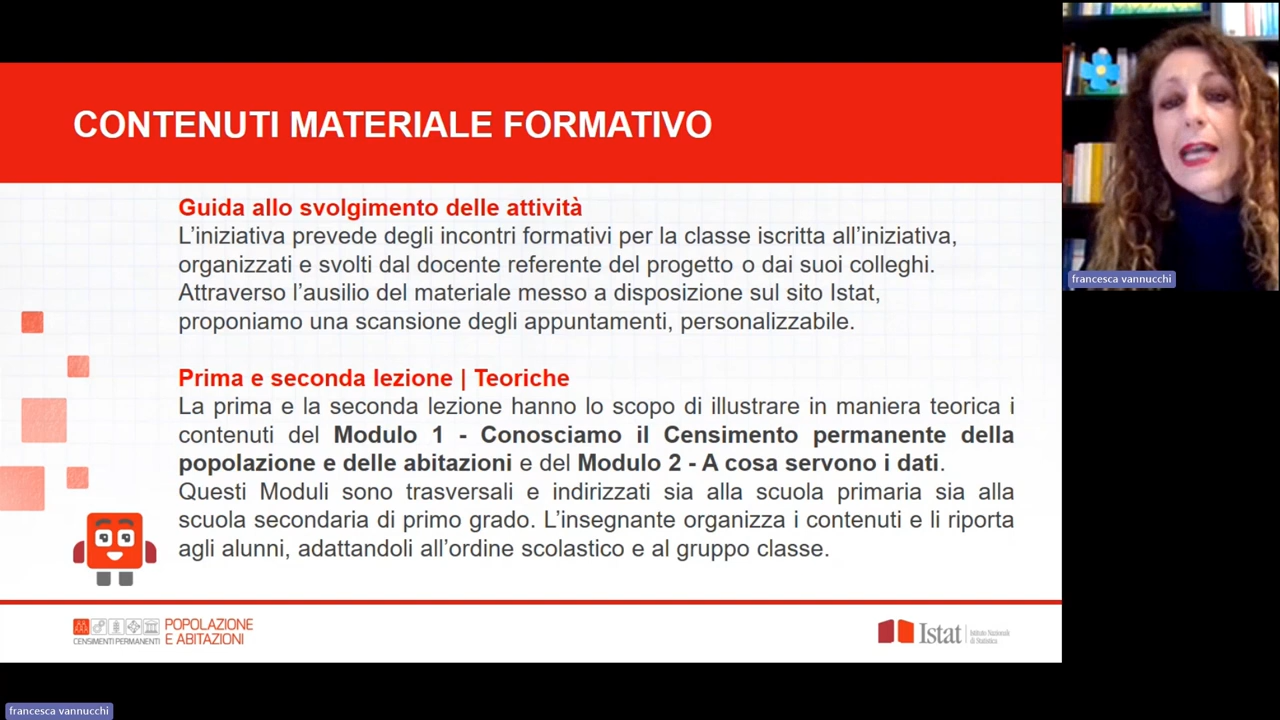 CONTENUTI MATERIALE FORMATIVO
Guida allo svolgimento delle attività
L'iniziativa prevede degli incontri formativi per la classe iscritta all'iniziativa,
organizzati e svolti dal docente referente del progetto o dai suoi colleghi.
Attraverso l'ausilio del materiale messo a disposizione sul sito Istat,
proponiamo una scansione degli appuntamenti, personalizzabile.
Prima e seconda lezione | Teoriche
La prima e la seconda lezione hanno lo scopo di illustrare in maniera teorica i
contenuti del Modulo 1 - Conosciamo il Censimento permanente della
popolazione e delle abitazioni e del Modulo 2 - A cosa servono i dati.
Questi Moduli sono trasversali e indirizzati sia alla scuola primaria sia alla
scuola secondaria di primo grado. L'insegnante organizza i contenuti e li riporta
agli alunni, adattandoli all'ordine scolastico e al gruppo classe.
CENSIMENTI PERMANENTI
POPOLAZIONE
E ABITAZIONI
Istat
Istituto Nazionale
di Statistica
francesca vannucchi
francesca vannucchi